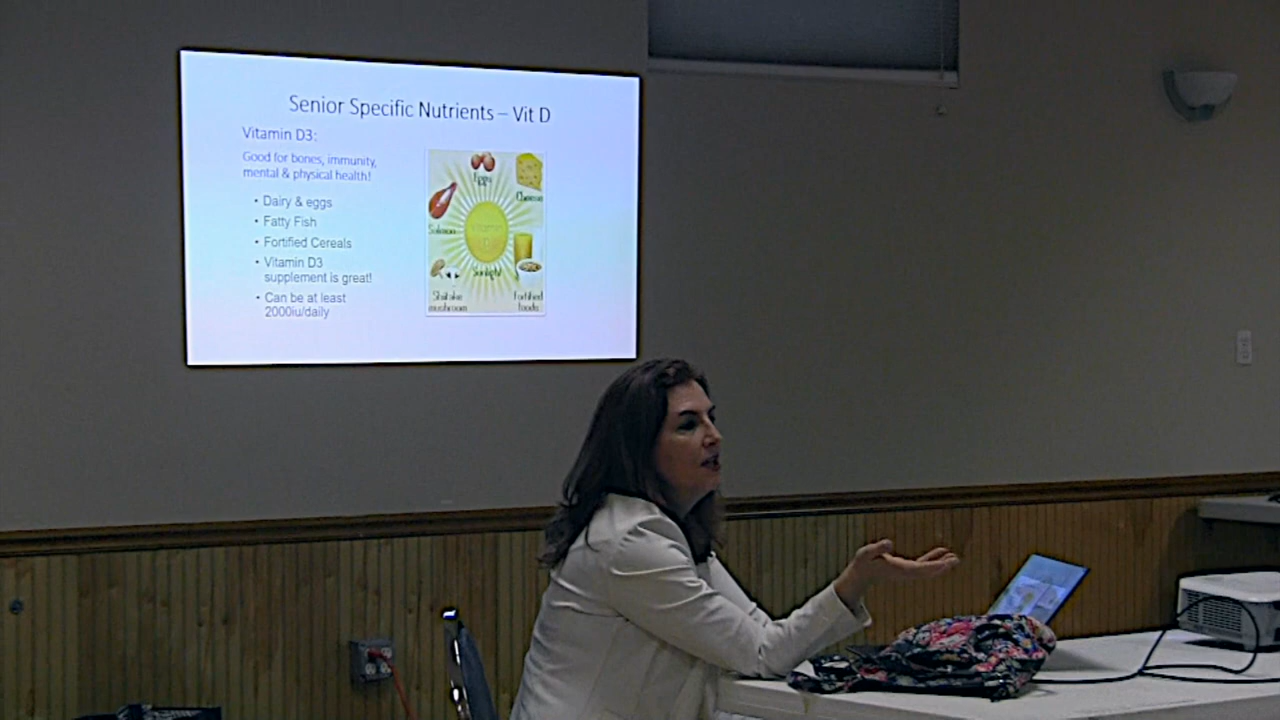 Senior Specific Nutrients – Vit D
Vitamin D3:
Good for bones, immunity,
mental & physical health!
• Dairy & eggs
• Fatty Fish
• Fortified Cereals
• Vitamin D3
supplement is great!
• Can be at least
2000iu/daily
Eggs
Cheese
Salmon
Vitamin
Sunlight
Shiitake
mushroom
Fortified
foods